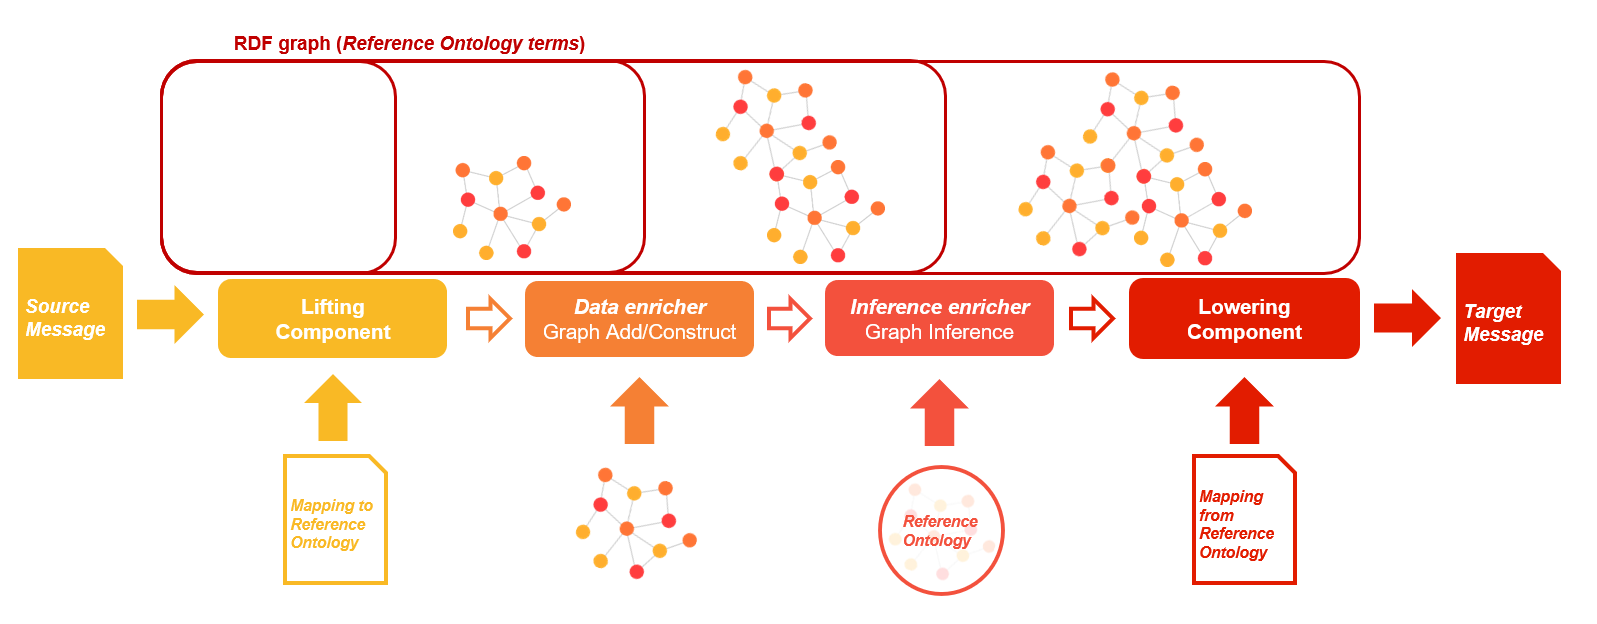 RDF graph (Reference Ontology terms)
Source
Message
Lifting
Component
Data enricher
Graph Add/Construct
Inference enricher
Graph Inference
Lowering
Component
Target
Message
Mapping to
Reference
Ontology
Reference
Ontology
Mapping
from
Reference
Ontology